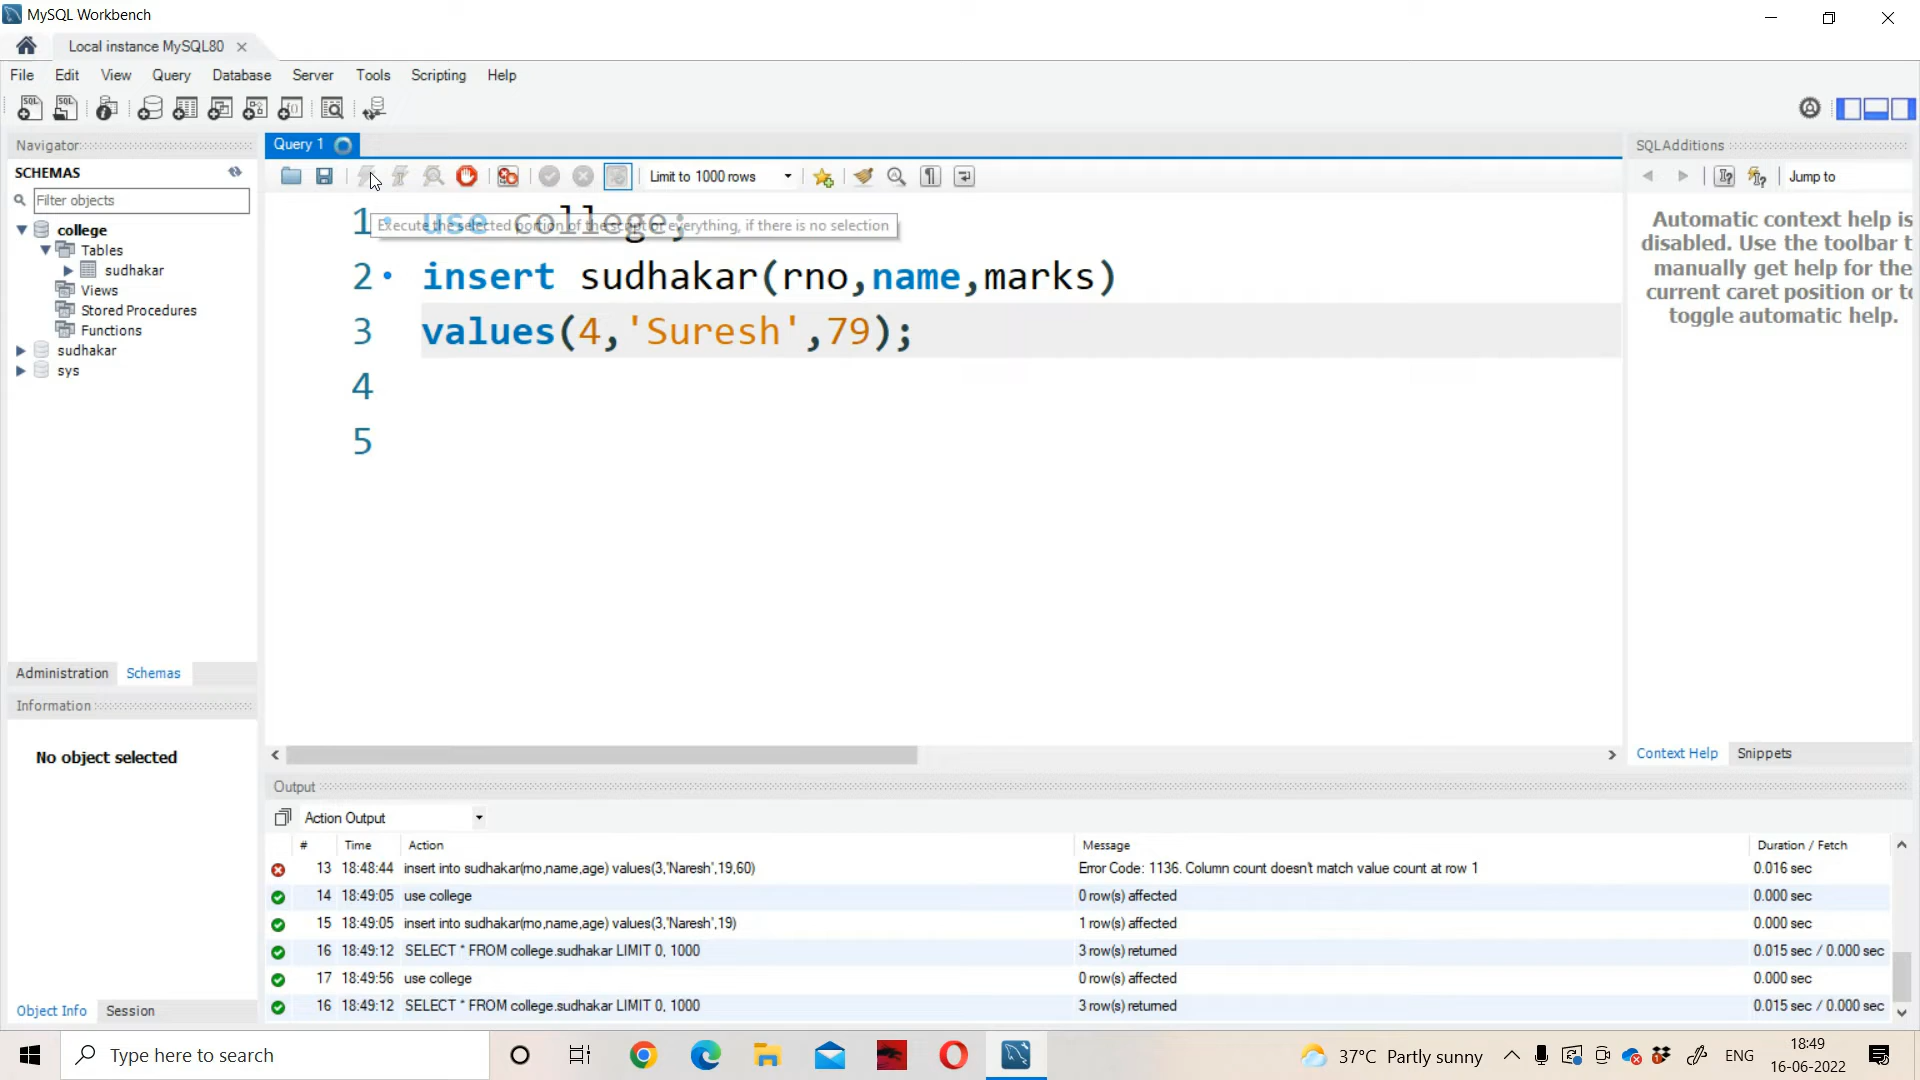 MySQL Workbench
Local instance MySQL80
File Edit View Query Database Server Tools Scripting Help
Navigator
SCHEMAS
Filter objects
college
Tables
sudhakar
Views
Stored Procedures
Functions
sudhakar
sys
Administration Schemas
Information
No object selected
Object Info Session
Query 1
Limit to 1000 rows
1 use college;
Execute the selected portion of the script or everything, if there is no selection
2 insert sudhakar(rno,name,marks)
3 values(4,'Suresh',79);
4
5
SQLAdditions
Jump to
Automatic context help is
disabled. Use the toolbar t
manually get help for the
current caret position or to
toggle automatic help.
Context Help Snippets
Output
Action Output
# Time Action Message Duration / Fetch
13 18:48:44 insert into sudhakar(rno,name,age) values(3,'Naresh',19,60) Error Code: 1136. Column count doesn't match value count at row 1 0.016 sec
14 18:49:05 use college 0 row(s) affected 0.000 sec
15 18:49:05 insert into sudhakar(rno,name,age) values(3,'Naresh',19) 1 row(s) affected 0.000 sec
16 18:49:12 SELECT * FROM college.sudhakar LIMIT 0, 1000 3 row(s) returned 0.015 sec / 0.000 sec
17 18:49:56 use college 0 row(s) affected 0.000 sec
16 18:49:12 SELECT * FROM college.sudhakar LIMIT 0, 1000 3 row(s) returned 0.015 sec / 0.000 sec
Type here to search
37°C Partly sunny
ENG
18:49
16-06-2022